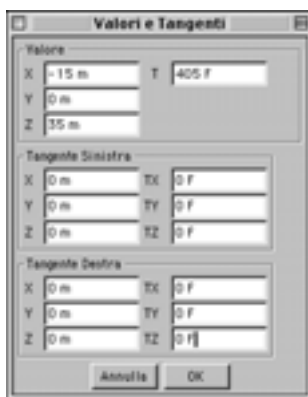 Valori e Tangenti
Valore
X -15 m T 405 F
Y 0 m
Z 35 m
Tangente Sinistra
X 0 m TX 0 F
Y 0 m TY 0 F
Z 0 m TZ 0 F
Tangente Destra
X 0 m TX 0 F
Y 0 m TY 0 F
Z 0 m TZ 0 F
Annulla OK